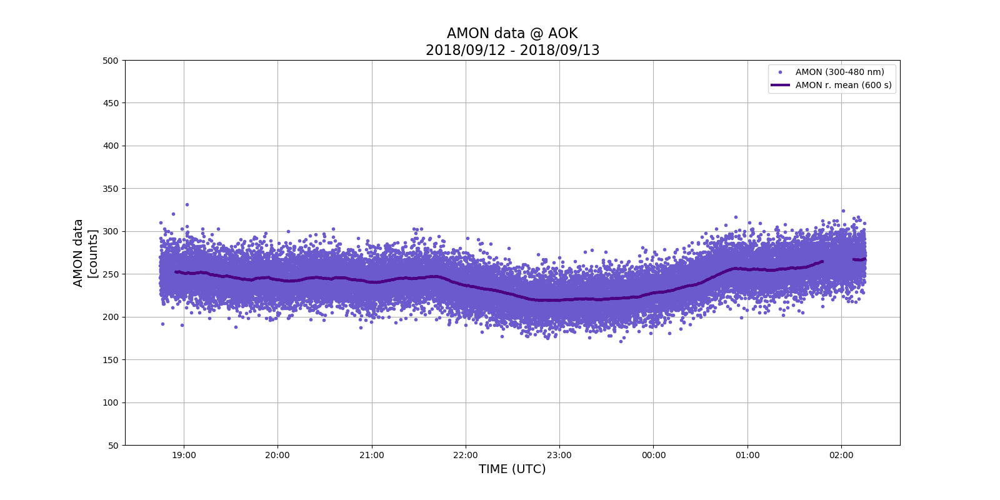 AMON data @ AOK
2018/09/12 - 2018/09/13
AMON (300-480 nm)
AMON r. mean (600 s)
AMON data
[counts]
500
450
400
350
300
250
200
150
100
50
19:00 20:00 21:00 22:00 23:00 00:00 01:00 02:00
TIME (UTC)